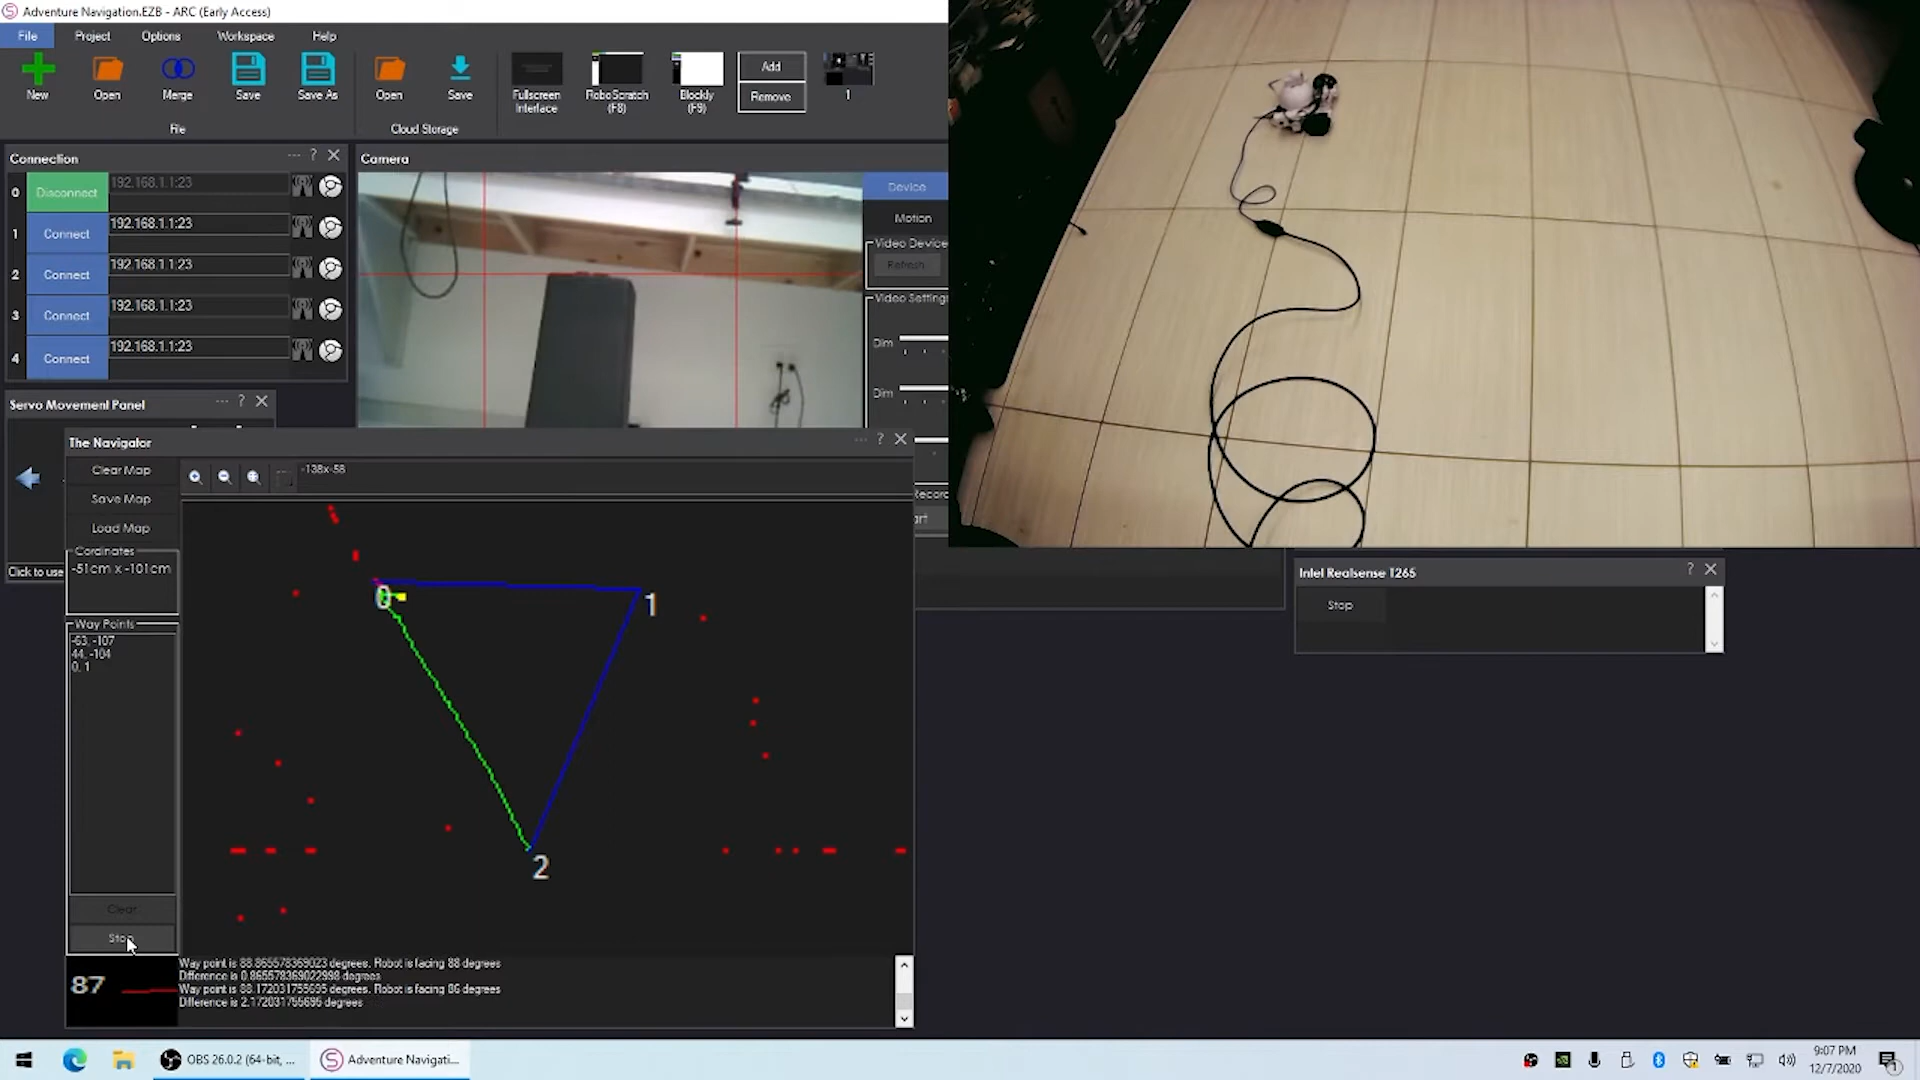 Adventure Navigation.EZB - ARC (Early Access)
File
Project
Options
Workspace
Help
New
Open
Merge
Save
Save As
Open
Save
Fullscreen
Interface
RoboScratch
(F8)
Blockly
(F9)
Add
Remove
1
File
Cloud Storage
Connection
... ? X
0 Disconnect 192.168.1.1:23
1 Connect 192.168.1.1:23
2 Connect 192.168.1.1:23
3 Connect 192.168.1.1:23
4 Connect 192.168.1.1:23
Camera
Device
Motion
Video Device
Refresh
Video Setting
Dim
Dim
Servo Movement Panel
... ? X
Click to use
The Navigator
... ? X
Clear Map
Save Map
Load Map
-138x-58
Cordinates
-51cm x -101cm
Way Points
-63, -107
44, -104
0, 1
0
1
2
Clear
Stop
87
Way point is 88.865578369023 degrees. Robot is facing 88 degrees
Difference is 0.865578369022998 degrees
Way point is 88.172031755695 degrees. Robot is facing 86 degrees
Difference is 2.172031755695 degrees
Intel Realsense T265
? X
Stop
OBS 26.0.2 (64-bit, ...
Adventure Navigati...
9:07 PM
12/7/2020
1